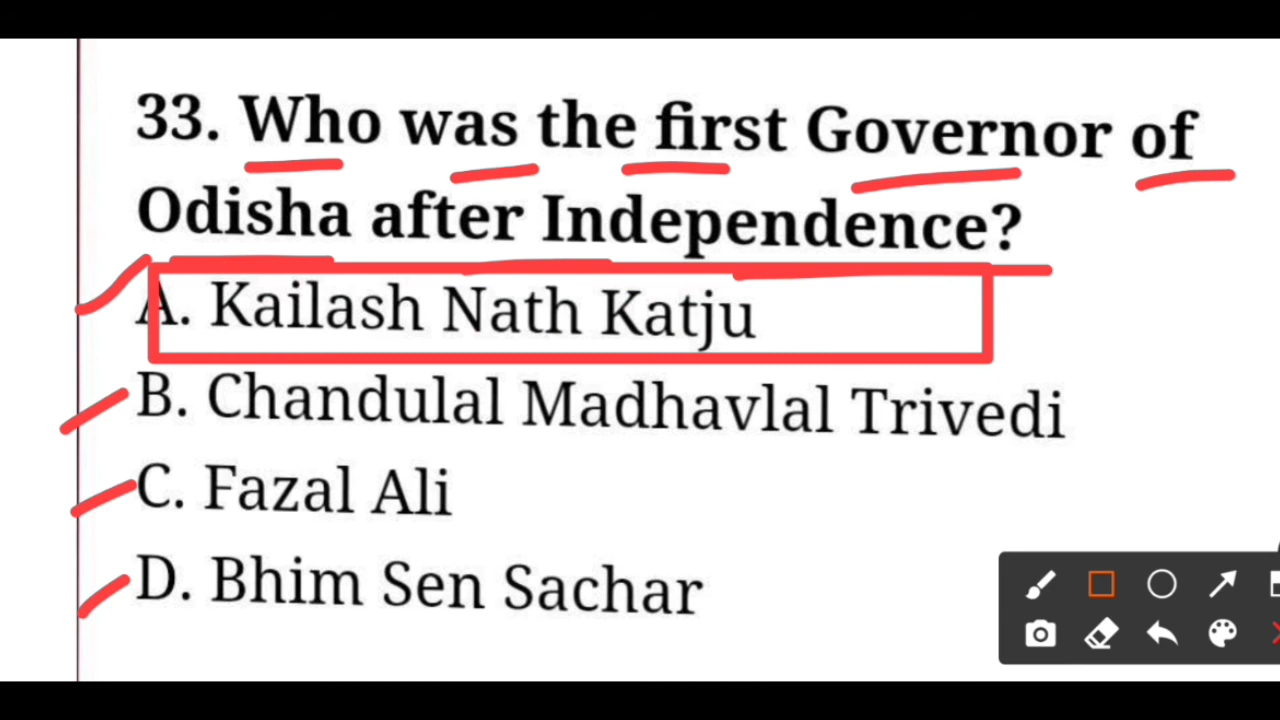 33. Who was the first Governor of
Odisha after Independence?
A. Kailash Nath Katju
B. Chandulal Madhavlal Trivedi
C. Fazal Ali
D. Bhim Sen Sachar